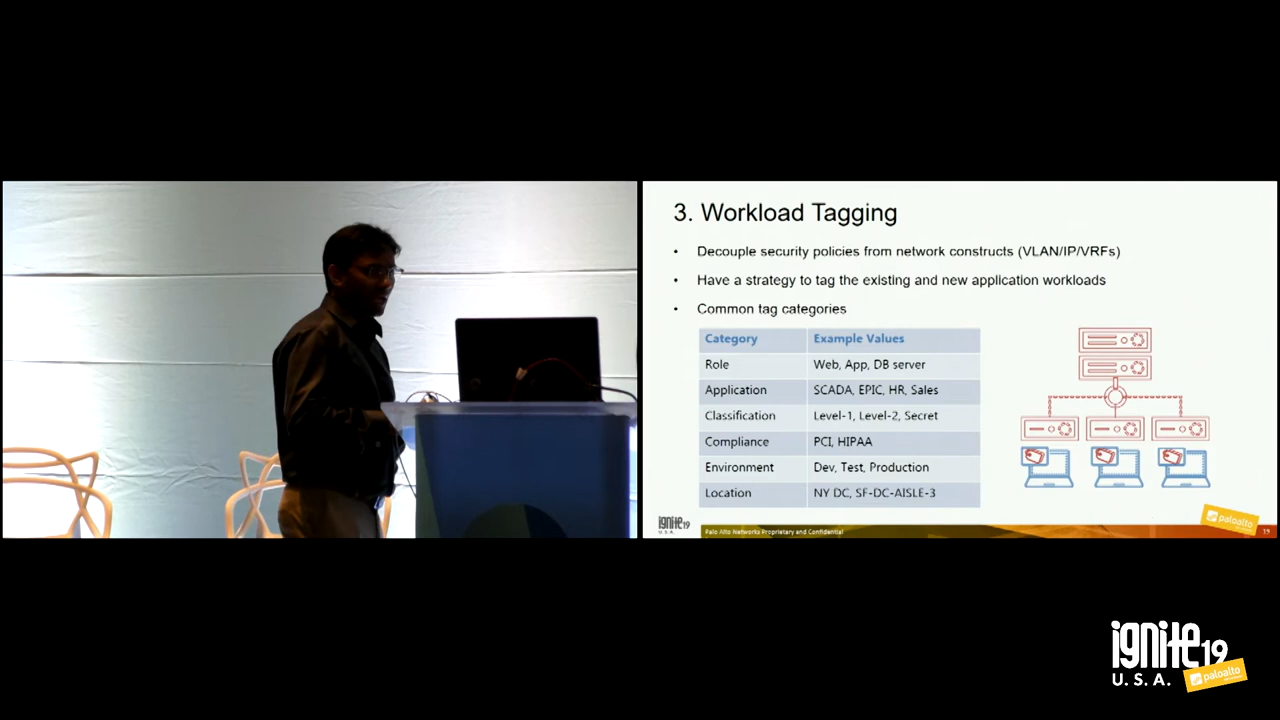 3. Workload Tagging
• Decouple security policies from network constructs (VLAN/IP/VRFs)
• Have a strategy to tag the existing and new application workloads
• Common tag categories
Category Example Values
Role Web, App, DB server
Application SCADA, EPIC, HR, Sales
Classification Level-1, Level-2, Secret
Compliance PCI, HIPAA
Environment Dev, Test, Production
Location NY DC, SF-DC-AISLE-3
ignite19
U.S.A.
Palo Alto Networks Proprietary and Confidential
paloalto
19
ignite19
U.S.A.
paloalto